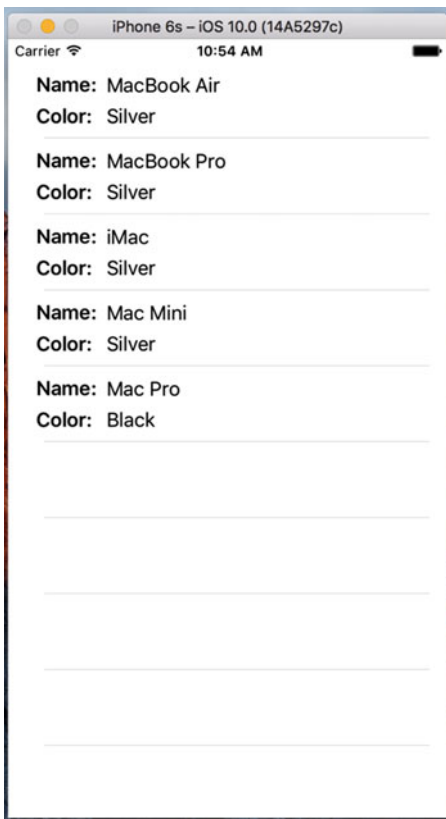 iPhone 6s – iOS 10.0 (14A5297c)
Carrier 10:54 AM
Name: MacBook Air
Color: Silver
Name: MacBook Pro
Color: Silver
Name: iMac
Color: Silver
Name: Mac Mini
Color: Silver
Name: Mac Pro
Color: Black